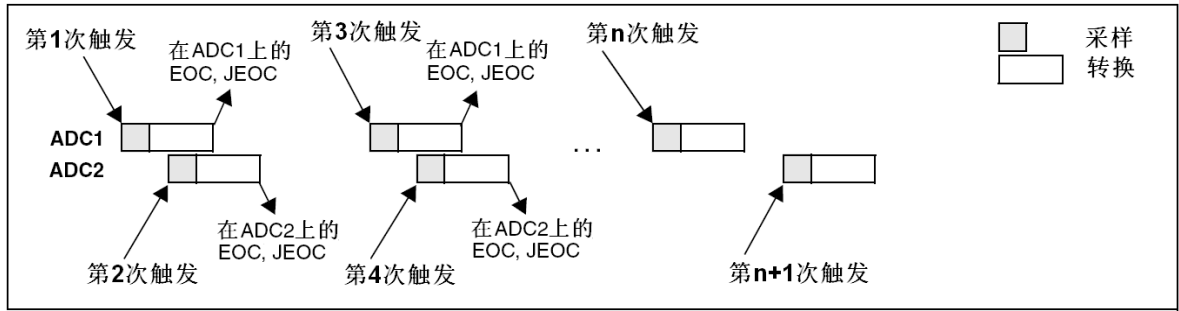 第1次触发
在ADC1上的
EOC, JEOC
第3次触发
在ADC1上的
EOC, JEOC
第n次触发
采样
转换
ADC1
ADC2
...
在ADC2上的
EOC, JEOC
第2次触发
在ADC2上的
EOC, JEOC
第4次触发
第n+1次触发